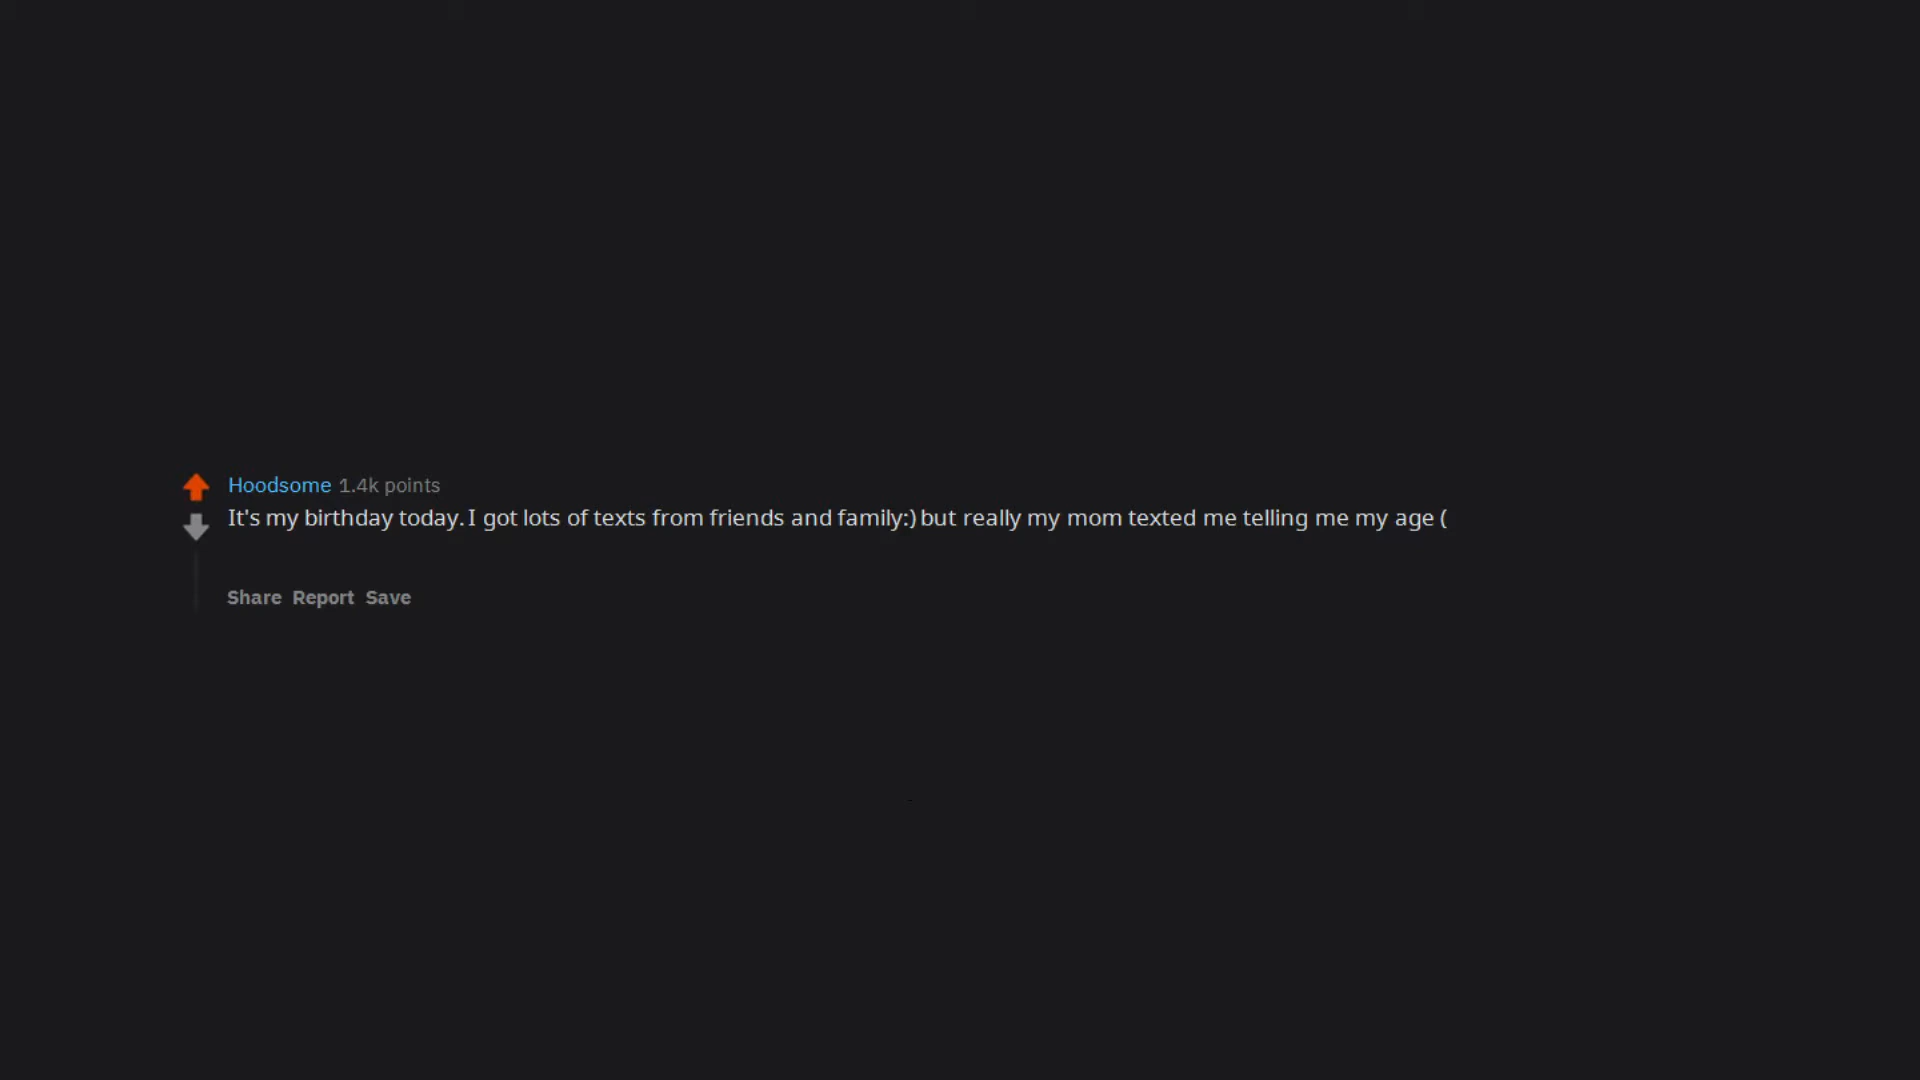 Hoodsome 1.4k points
It's my birthday today. I got lots of texts from friends and family:) but really my mom texted me telling me my age (
Share Report Save